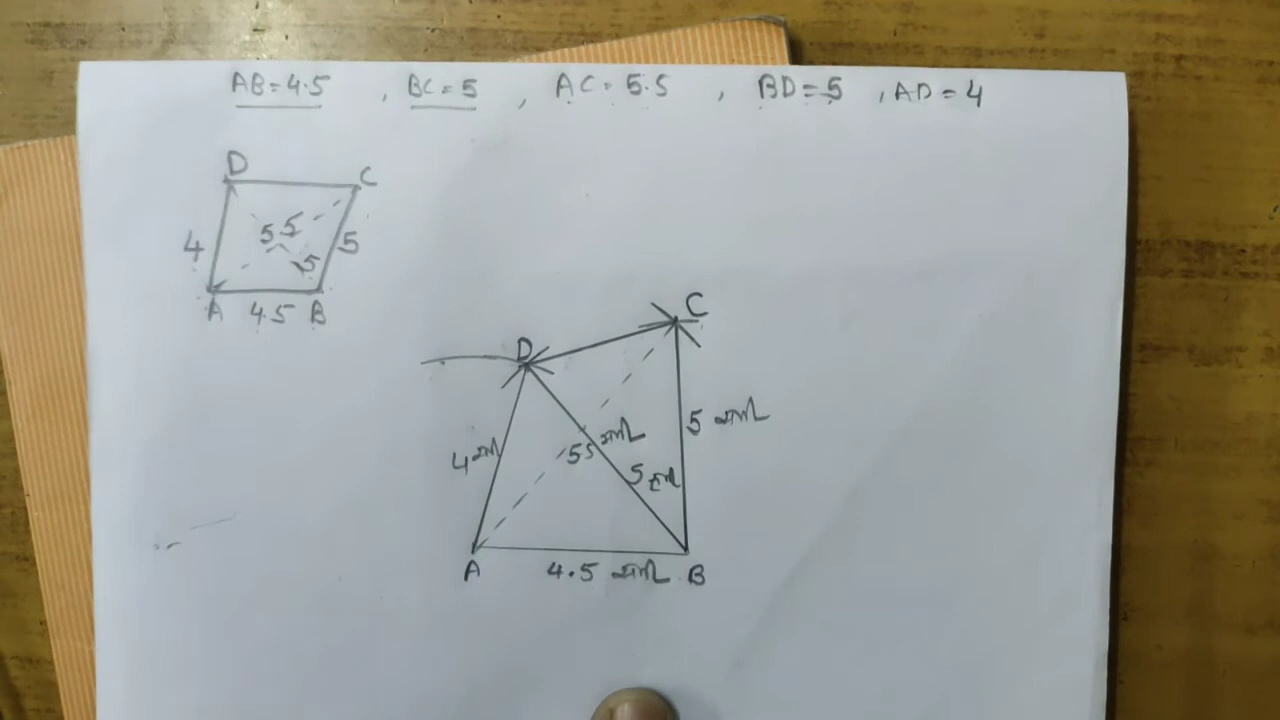 AB=4.5 , BC=5 , AC=5.5 , BD=5 , AD=4
D C
4 5.5 5
5
A 4.5 B
C
D
5
4 5.5
5
A 4.5 B